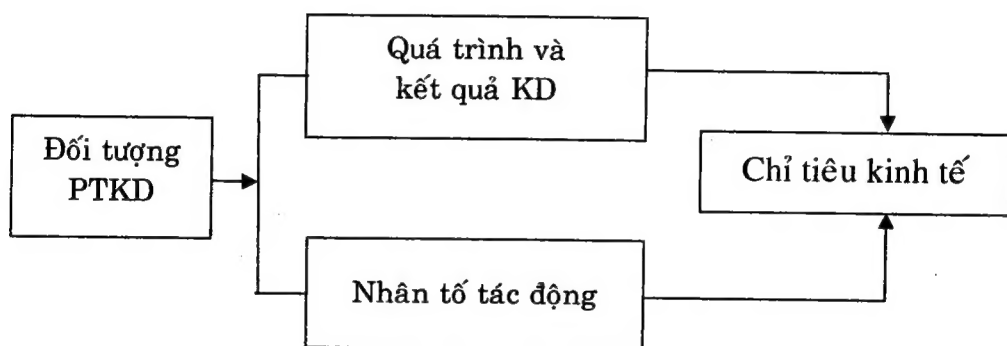 Quá trình và
kết quả KD
Đối tượng
PTKD
Chỉ tiêu kinh tế
Nhân tố tác động